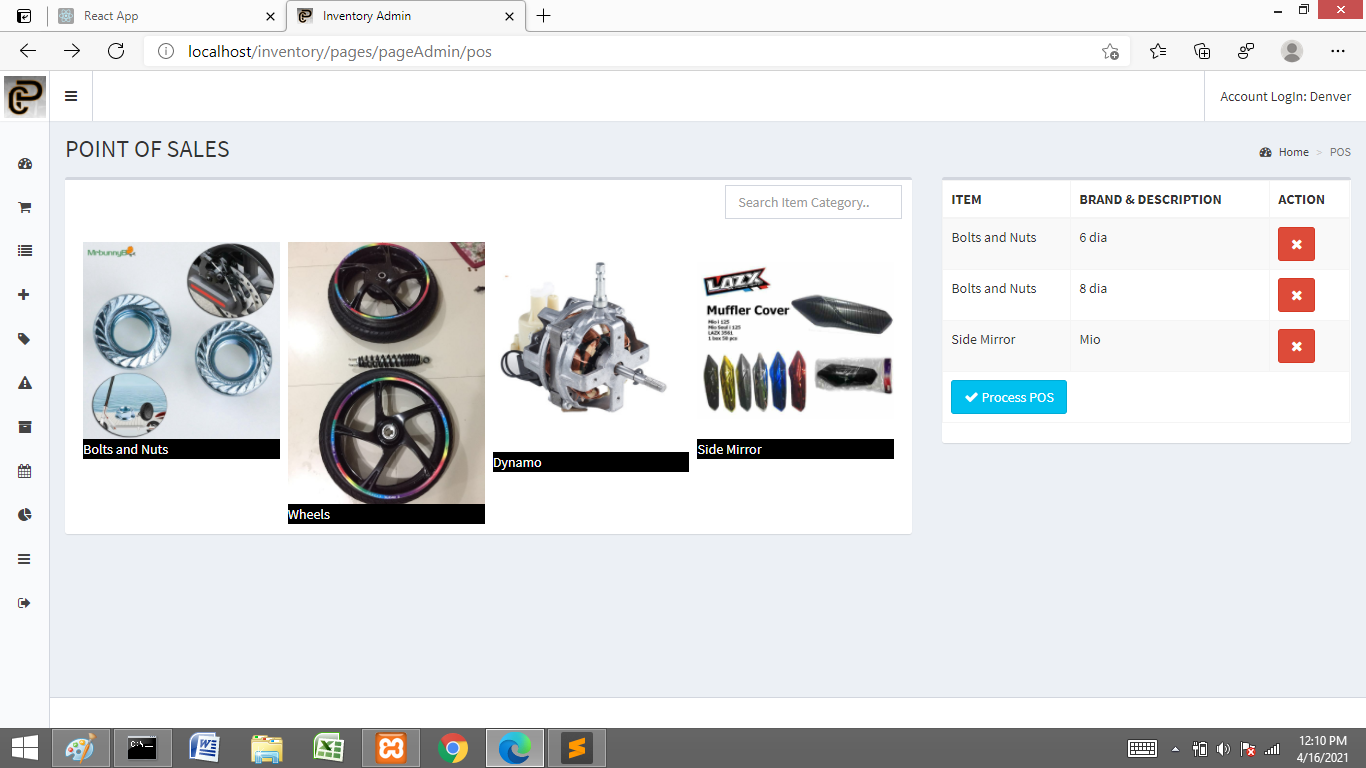 React App
Inventory Admin
localhost/inventory/pages/pageAdmin/pos
Account LogIn: Denver
POINT OF SALES
Home > POS
Search Item Category..
MrbunnyB
Bolts and Nuts
Wheels
Dynamo
LAZX
Muffler Cover
Mio i 125
Mio Soul i 125
LAZX 3561
1 box 50 pcs
Side Mirror
ITEM BRAND & DESCRIPTION ACTION
Bolts and Nuts 6 dia
Bolts and Nuts 8 dia
Side Mirror Mio
Process POS
12:10 PM
4/16/2021